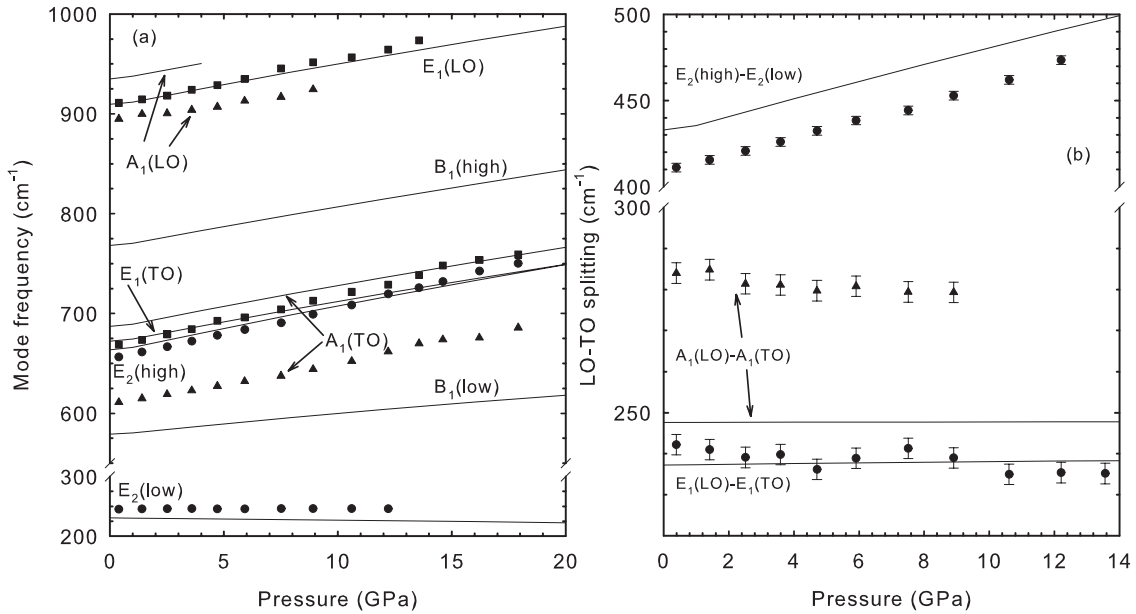 (a)
1000
900
800
700
600
300
200
Mode frequency (cm⁻¹)
E₁(LO)
A₁(LO)
B₁(high)
E₁(TO)
A₁(TO)
E₂(high)
B₁(low)
E₂(low)
0 5 10 15 20
Pressure (GPa)
500
450
400
300
250
LO-TO splitting (cm⁻¹)
E₂(high)-E₂(low)
(b)
A₁(LO)-A₁(TO)
E₁(LO)-E₁(TO)
0 2 4 6 8 10 12 14
Pressure (GPa)